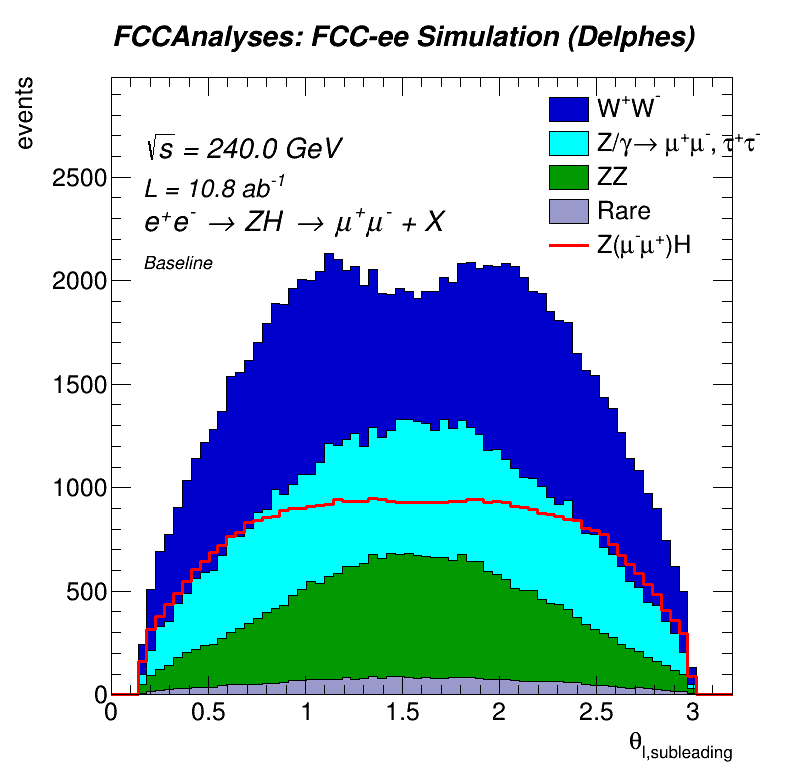 FCCAnalyses: FCC-ee Simulation (Delphes)
events
√s = 240.0 GeV
L = 10.8 ab⁻¹
e⁺e⁻ → ZH → μ⁺μ⁻ + X
Baseline
W⁺W⁻
Z/γ→ μ⁺μ⁻, τ⁺τ⁻
ZZ
Rare
Z(μ⁻μ⁺)H
2500
2000
1500
1000
500
0
0 0.5 1 1.5 2 2.5 3
θ_l,subleading